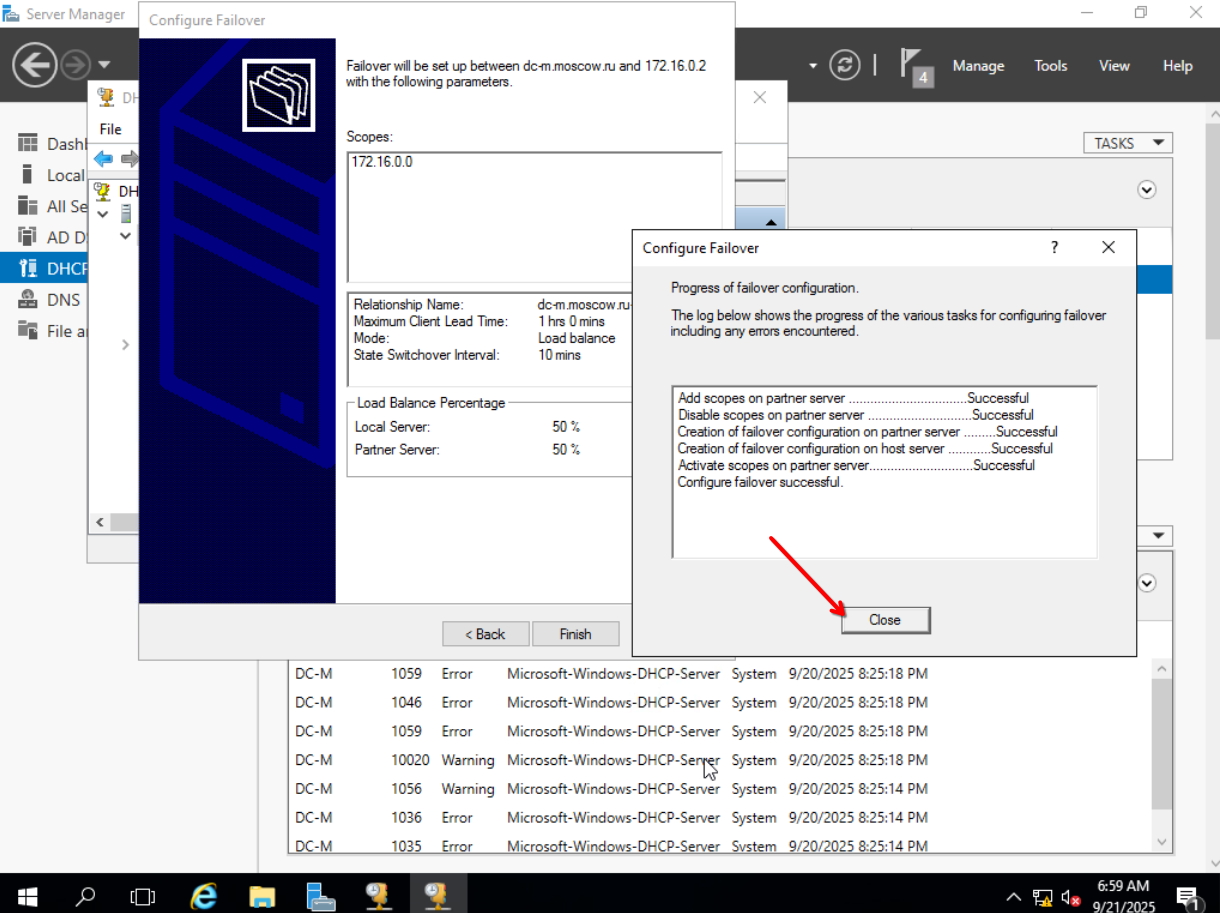 Server Manager
Configure Failover
Manage
Tools
View
Help
4
Failover will be set up between dc-m.moscow.ru and 172.16.0.2
with the following parameters.
DH
File
Scopes:
172.16.0.0
TASKS
Dashb
Local
All Se
AD D
DHCP
DNS
File a
DH
Relationship Name: dc-m.moscow.ru-
Maximum Client Lead Time: 1 hrs 0 mins
Mode: Load balance
State Switchover Interval: 10 mins
Load Balance Percentage
Local Server: 50 %
Partner Server: 50 %
< Back
Finish
Configure Failover
?
Progress of failover configuration.
The log below shows the progress of the various tasks for configuring failover
including any errors encountered.
Add scopes on partner server .................................Successful
Disable scopes on partner server .............................Successful
Creation of failover configuration on partner server .........Successful
Creation of failover configuration on host server ............Successful
Activate scopes on partner server.............................Successful
Configure failover successful.
Close
DC-M 1059 Error Microsoft-Windows-DHCP-Server System 9/20/2025 8:25:18 PM
DC-M 1046 Error Microsoft-Windows-DHCP-Server System 9/20/2025 8:25:18 PM
DC-M 1059 Error Microsoft-Windows-DHCP-Server System 9/20/2025 8:25:18 PM
DC-M 10020 Warning Microsoft-Windows-DHCP-Server System 9/20/2025 8:25:18 PM
DC-M 1056 Warning Microsoft-Windows-DHCP-Server System 9/20/2025 8:25:14 PM
DC-M 1036 Error Microsoft-Windows-DHCP-Server System 9/20/2025 8:25:14 PM
DC-M 1035 Error Microsoft-Windows-DHCP-Server System 9/20/2025 8:25:14 PM
6:59 AM
9/21/2025
1